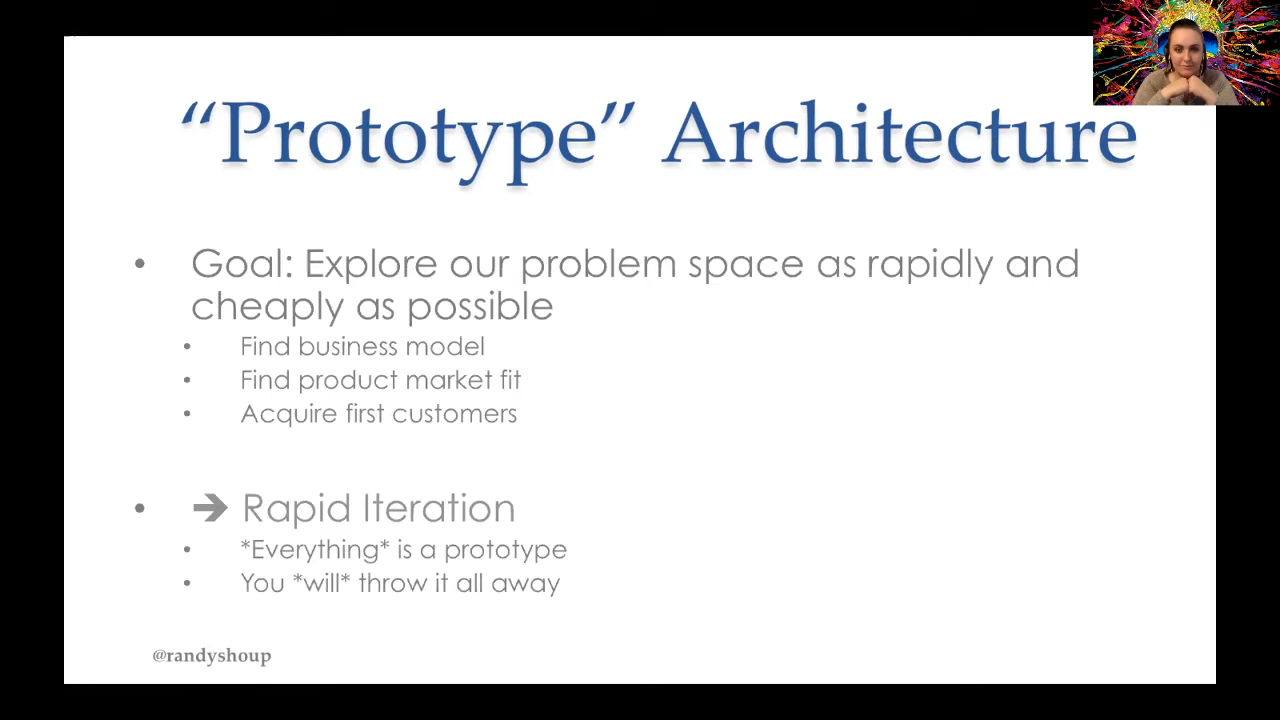 “Prototype” Architecture
• Goal: Explore our problem space as rapidly and
cheaply as possible
• Find business model
• Find product market fit
• Acquire first customers
• ➔ Rapid Iteration
• *Everything* is a prototype
• You *will* throw it all away
@randyshoup